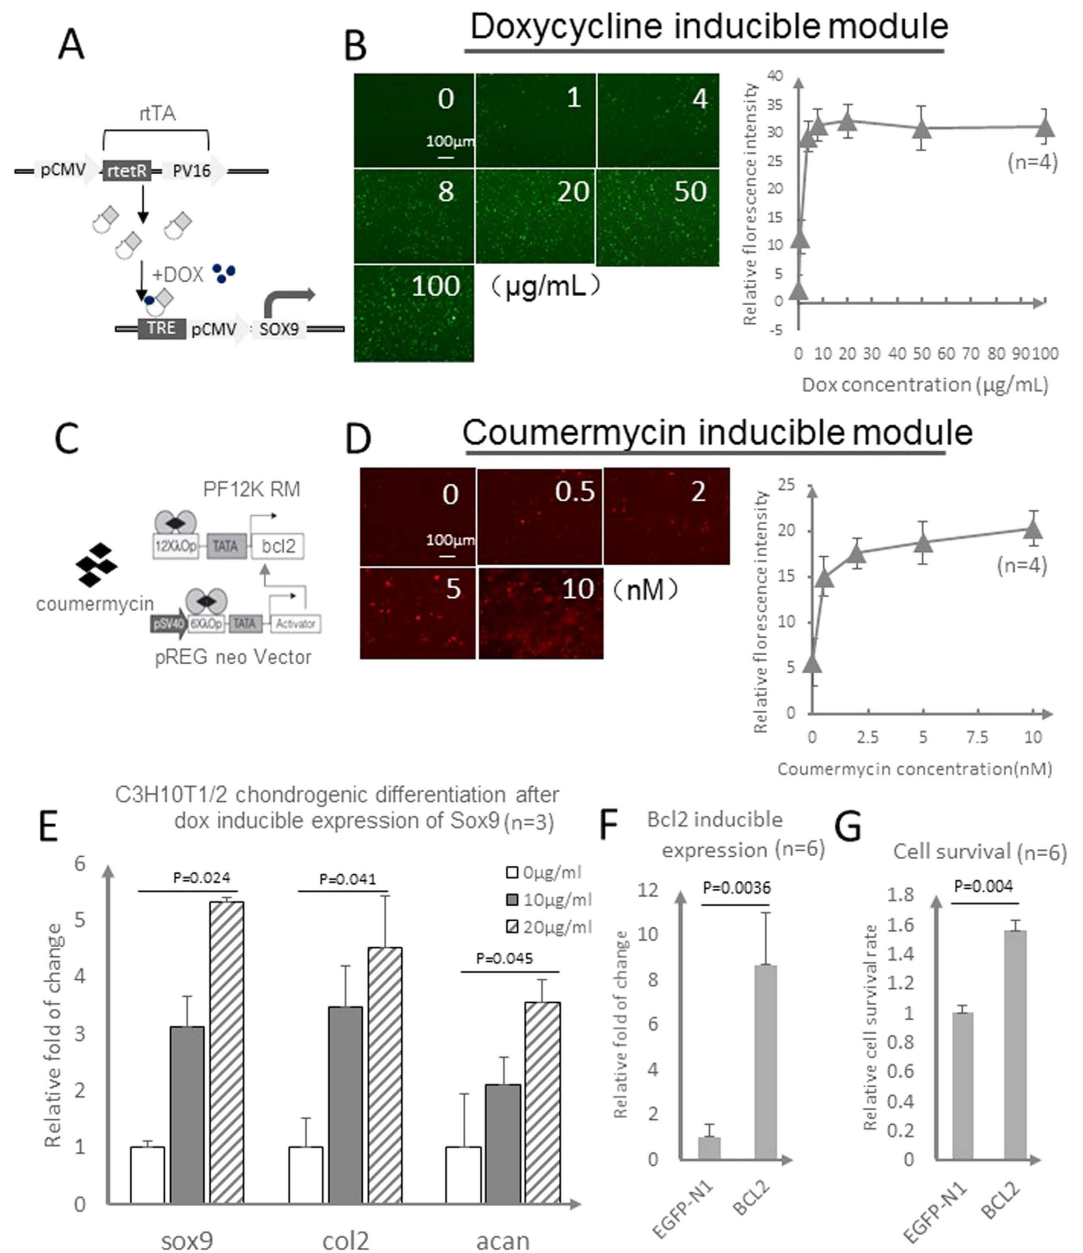 Doxycycline inducible module
A
rtTA
pCMV rtetR PV16
+DOX
TRE pCMV SOX9
B
0 1 4
100μm
8 20 50
100 (μg/mL)
Relative florescence intensity
40
35
30
25
20
15
10
5
0
-5
(n=4)
0 10 20 30 40 50 60 70 80 90 100
Dox concentration (μg/mL)
Coumermycin inducible module
C
PF12K RM
12XλOp TATA bcl2
coumermycin
pSV40 6XλOp TATA Activator
pREG neo Vector
D
0 0.5 2
100μm
5 10 (nM)
Relative florescence intensity
25
20
15
10
5
0
(n=4)
0 2.5 5 7.5 10
Coumermycin concentration(nM)
E
C3H10T1/2 chondrogenic differentiation after
dox inducible expression of Sox9 (n=3)
Relative fold of change
6
5
4
3
2
1
0
P=0.024
P=0.041
P=0.045
0μg/ml
10μg/ml
20μg/ml
sox9 col2 acan
F
Bcl2 inducible
expression (n=6)
Relative fold of change
12
10
8
6
4
2
0
P=0.0036
EGFP-N1 BCL2
G
Cell survival (n=6)
Relative cell survival rate
1.8
1.6
1.4
1.2
1
0.8
0.6
0.4
0.2
0
P=0.004
EGFP-N1 BCL2